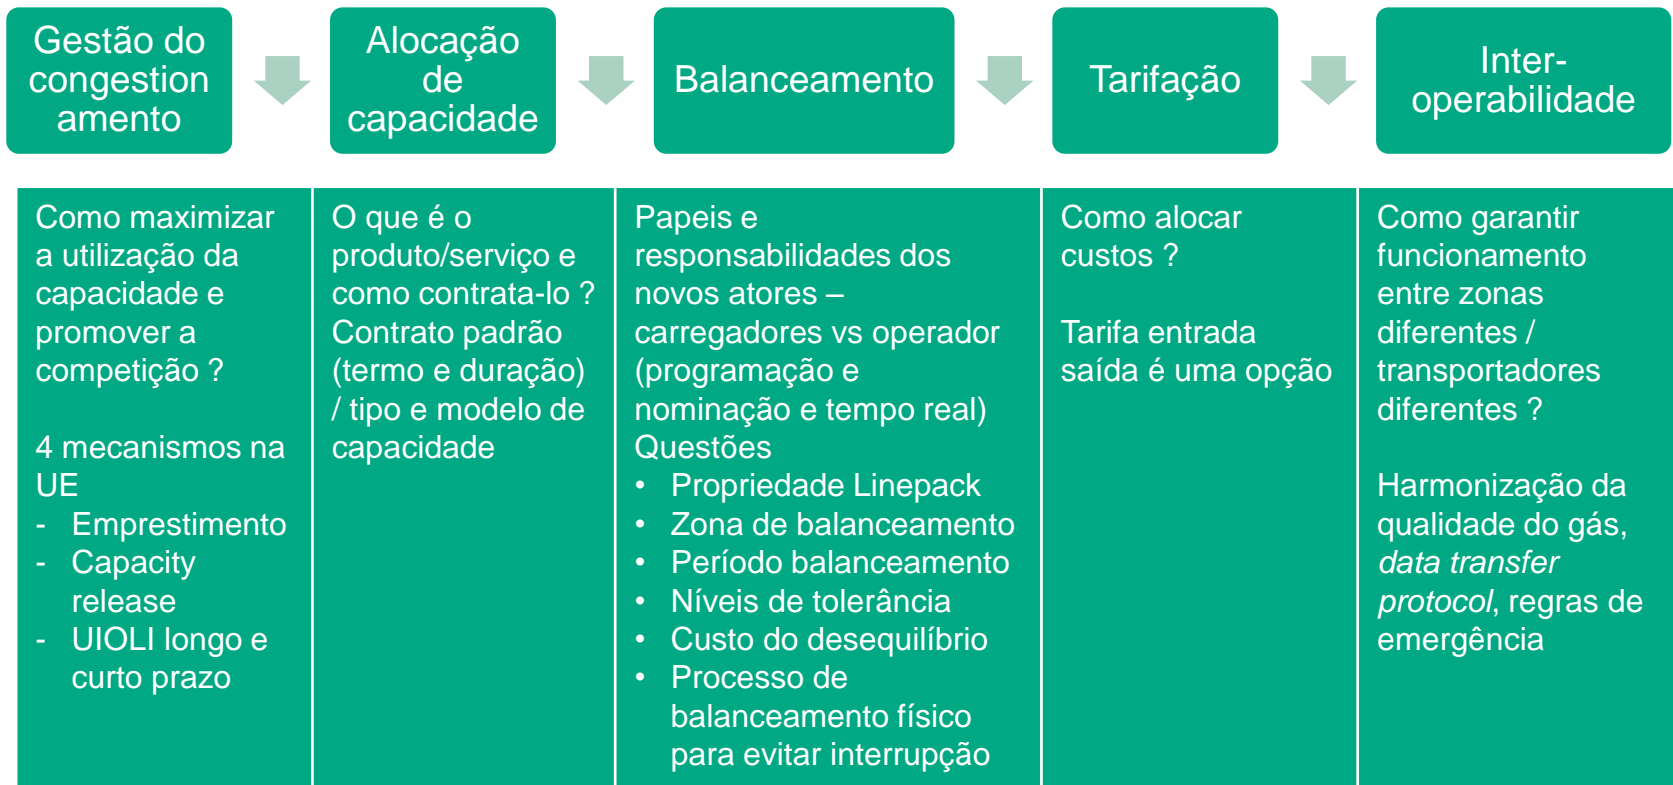 Gestão do
congestion
amento
Alocação
de
capacidade
Balanceamento
Tarifação
Inter-
operabilidade
Como maximizar
a utilização da
capacidade e
promover a
competição ?
4 mecanismos na
UE
- Emprestimento
- Capacity
release
- UIOLI longo e
curto prazo
O que é o
produto/serviço e
como contrata-lo ?
Contrato padrão
(termo e duração)
/ tipo e modelo de
capacidade
Papeis e
responsabilidades dos
novos atores –
carregadores vs operador
(programação e
nominação e tempo real)
Questões
• Propriedade Linepack
• Zona de balanceamento
• Período balanceamento
• Níveis de tolerância
• Custo do desequilíbrio
• Processo de
balanceamento físico
para evitar interrupção
Como alocar
custos ?
Tarifa entrada
saída é uma opção
Como garantir
funcionamento
entre zonas
diferentes /
transportadores
diferentes ?
Harmonização da
qualidade do gás,
data transfer
protocol, regras de
emergência